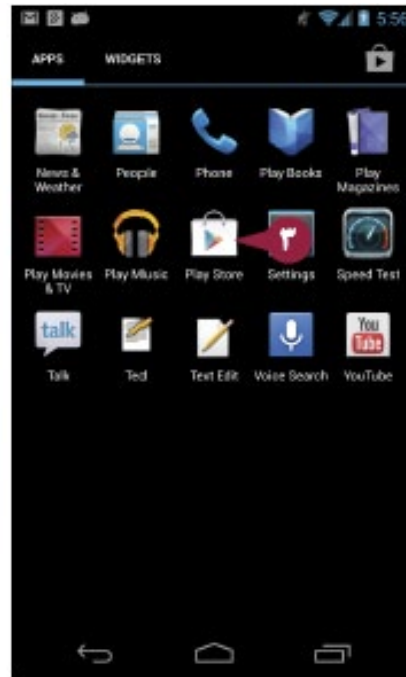 5:56
APPS WIDGETS
News & Weather People Phone Play Books Play Magazines
Play Movies & TV Play Music Play Store ٣ Settings Speed Test
talk You Tube
Talk Ted Text Edit Voice Search YouTube